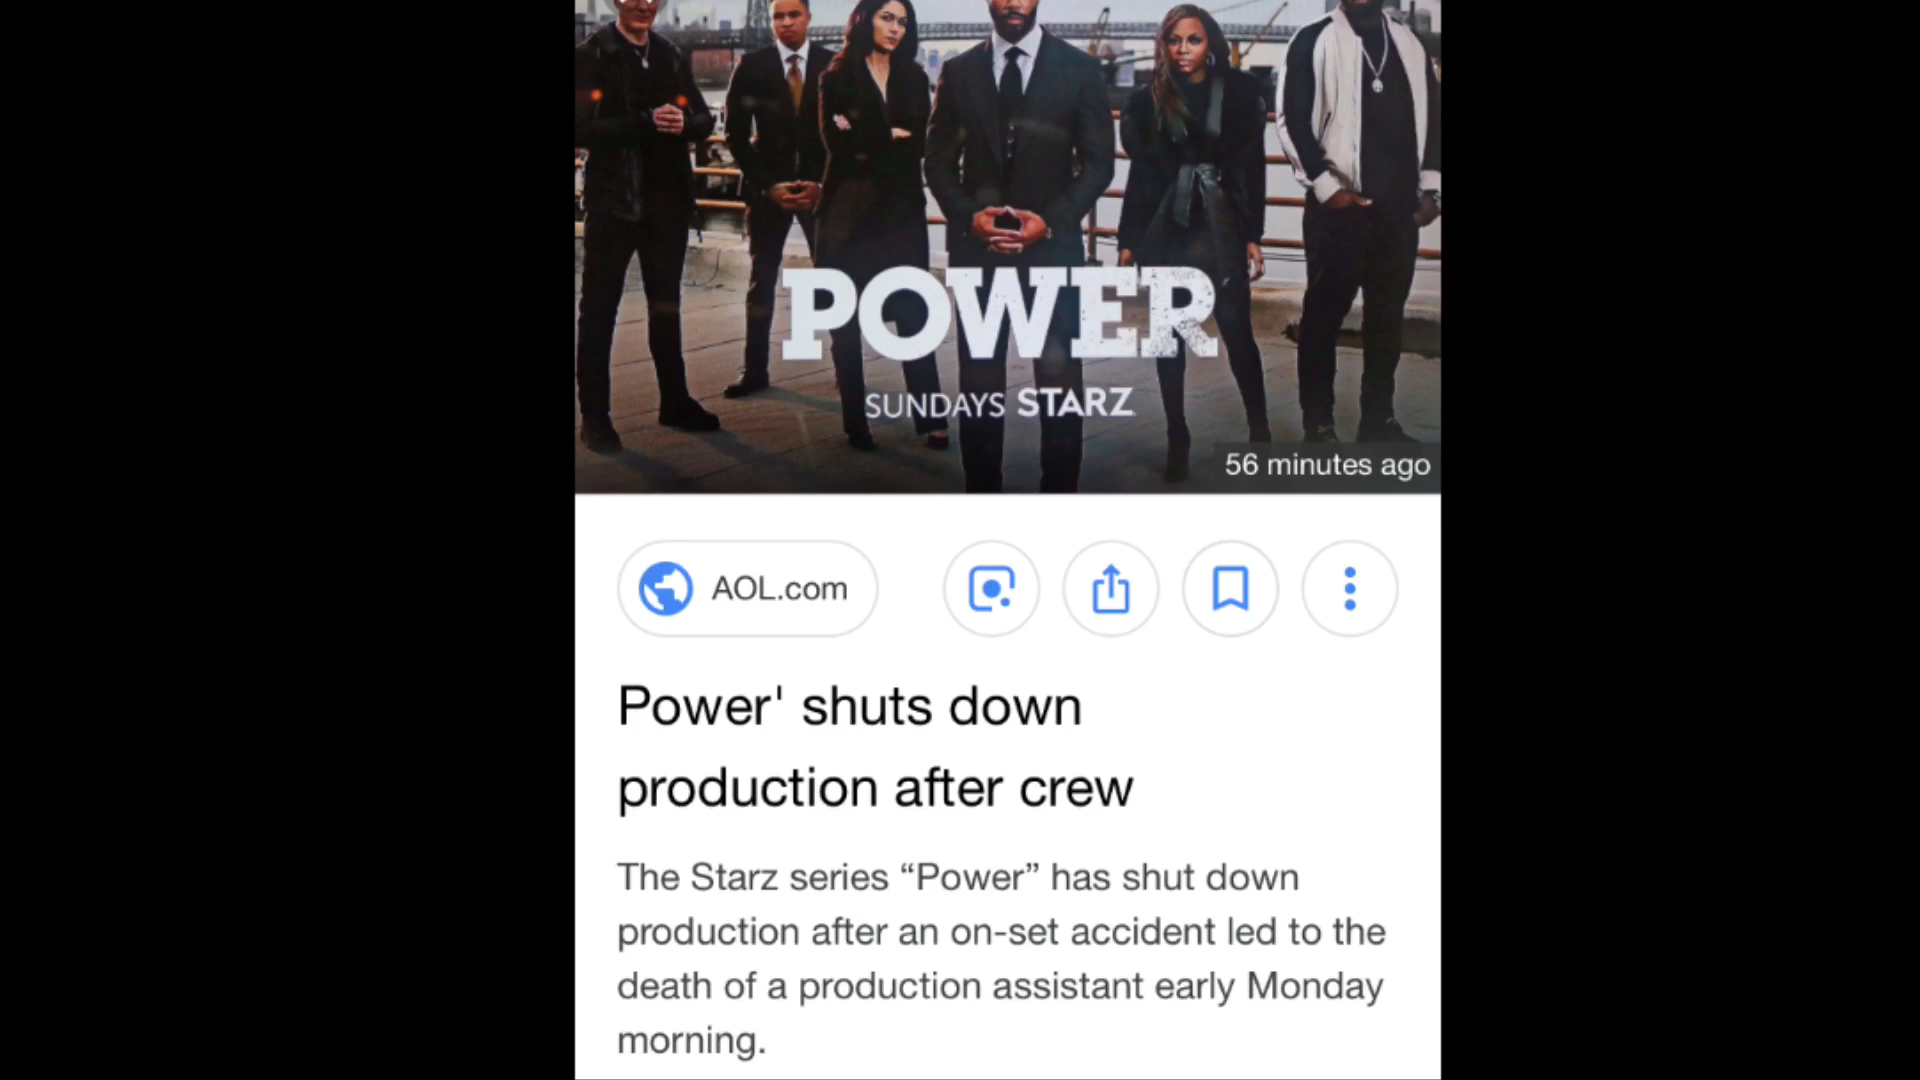 POWER
SUNDAYS STARZ
56 minutes ago
AOL.com
Power' shuts down
production after crew
The Starz series “Power” has shut down
production after an on-set accident led to the
death of a production assistant early Monday
morning.